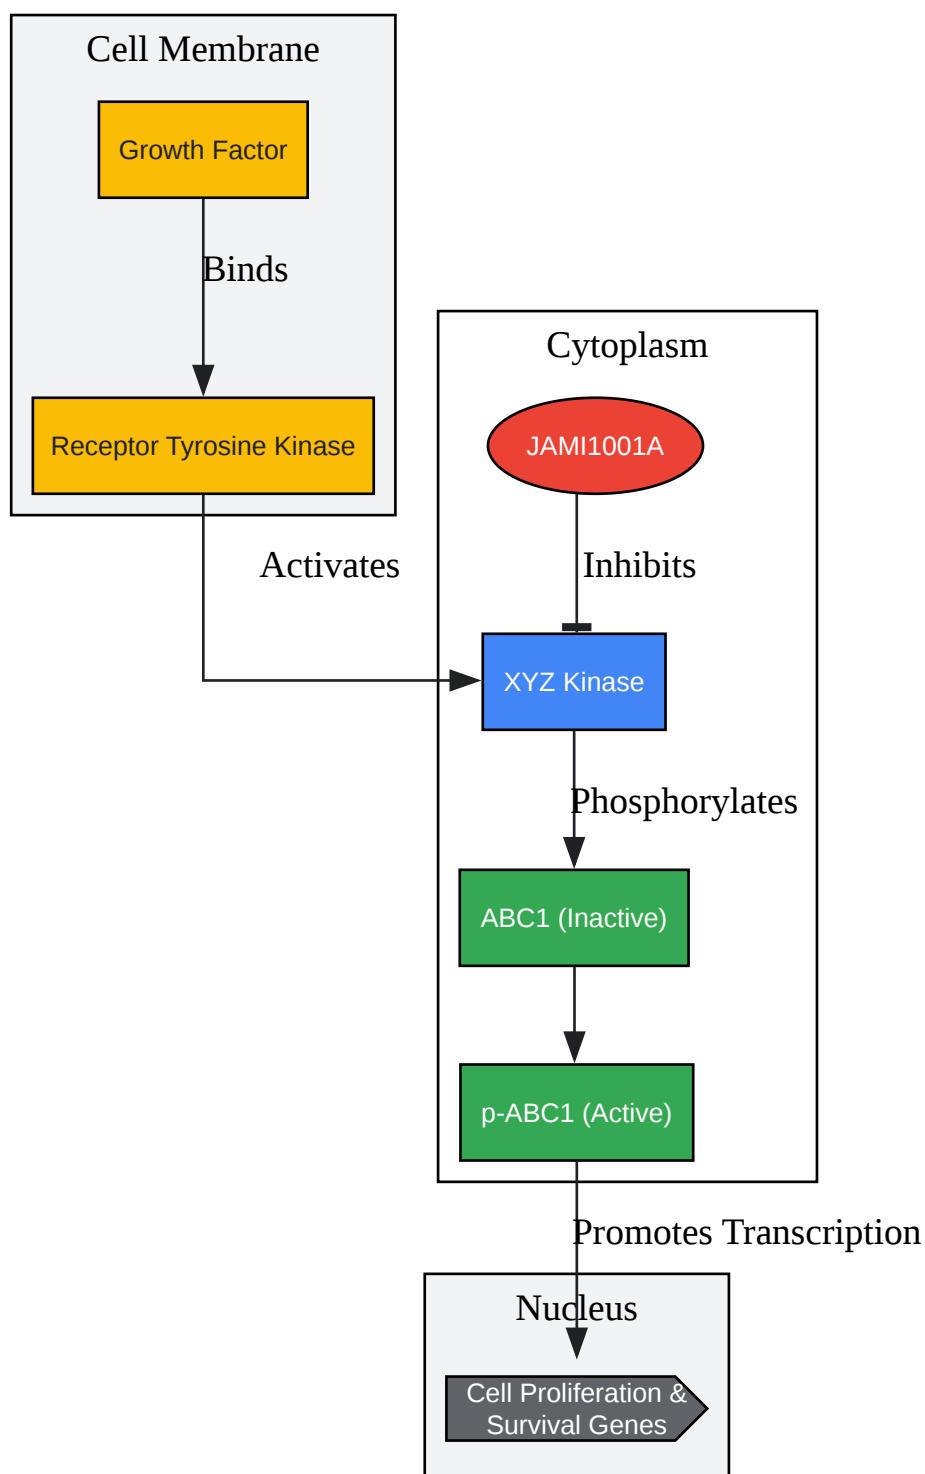 Cell Membrane
Growth Factor
Binds
Receptor Tyrosine Kinase
Activates
Cytoplasm
JAMI1001A
Inhibits
XYZ Kinase
Phosphorylates
ABC1 (Inactive)
p-ABC1 (Active)
Promotes Transcription
Nucleus
Cell Proliferation &
Survival Genes